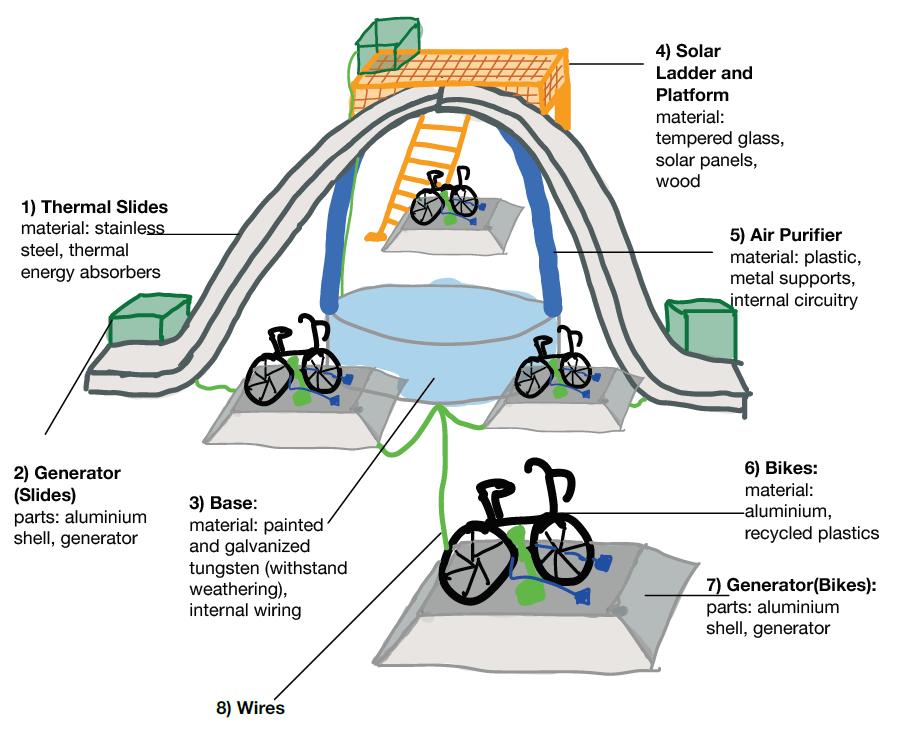 4) Solar
Ladder and
Platform
material:
tempered glass,
solar panels,
wood
1) Thermal Slides
material: stainless
steel, thermal
energy absorbers
5) Air Purifier
material: plastic,
metal supports,
internal circuitry
2) Generator
(Slides)
parts: aluminium
shell, generator
3) Base:
material: painted
and galvanized
tungsten (withstand
weathering),
internal wiring
6) Bikes:
material:
aluminium,
recycled plastics
7) Generator(Bikes):
parts: aluminium
shell, generator
8) Wires